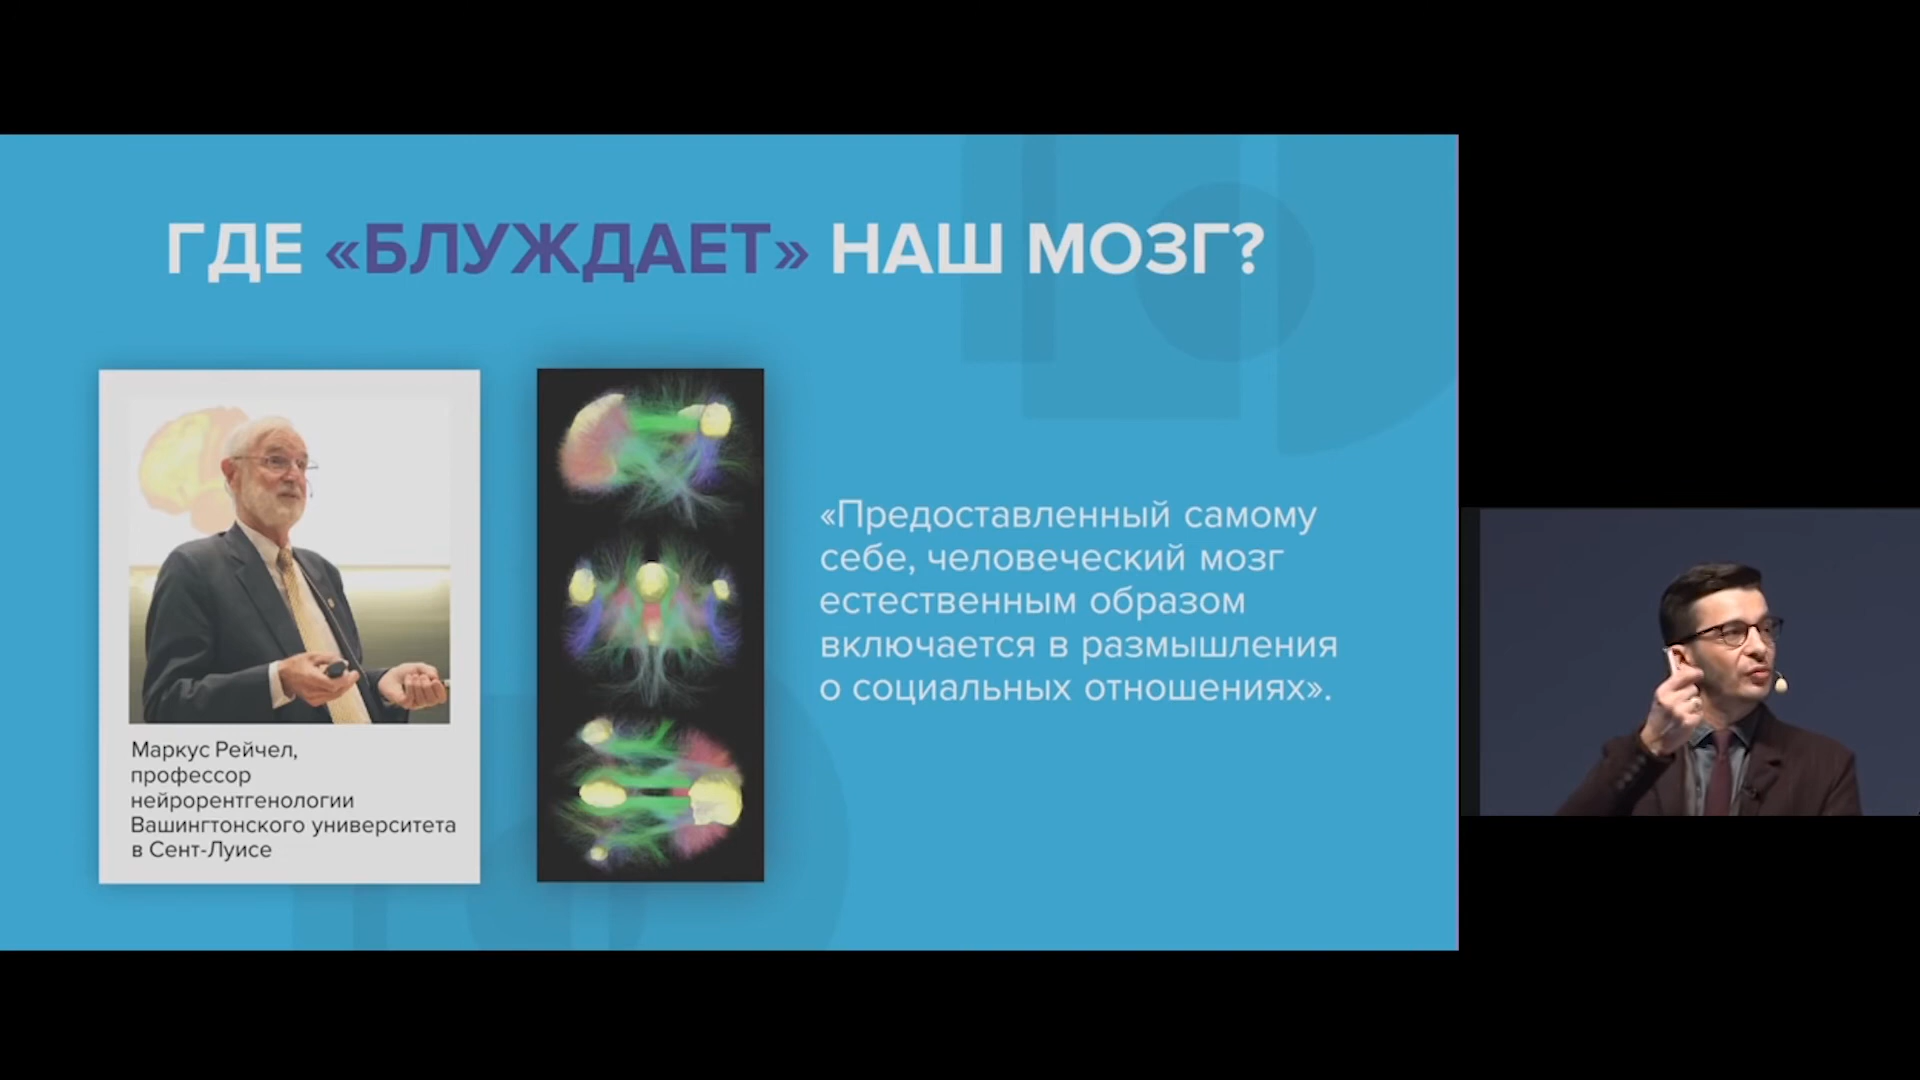 ГДЕ «БЛУЖДАЕТ» НАШ МОЗГ?
Маркус Рейчел,
профессор
нейрорентгенологии
Вашингтонского университета
в Сент-Луисе
«Предоставленный самому
себе, человеческий мозг
естественным образом
включается в размышления
о социальных отношениях».